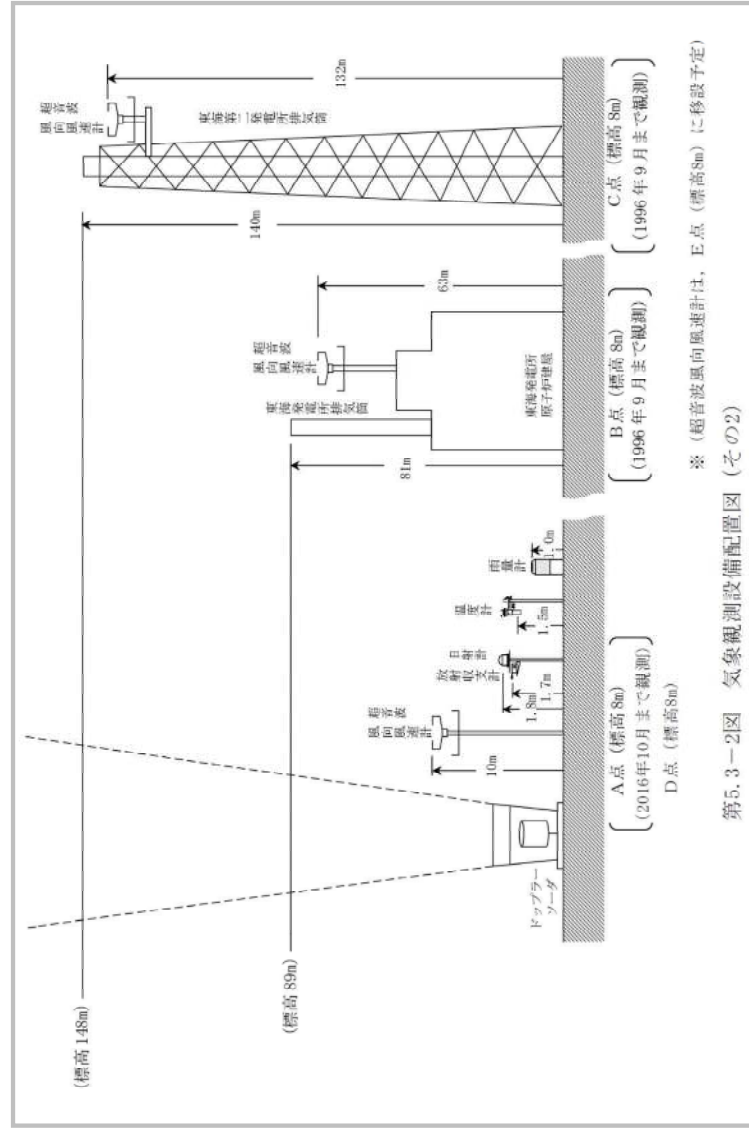 (標高148m)
(標高89m)
ドップラー
ソーダ
10m
超音波
風向風速計
1.8m
1.7m
放射収支計
日射計
1.5m
温度計
雨量計
1.0m
A点 (標高8m)
(2016年10月まで観測)
D点 (標高8m)
81m
東海発電所排気筒
超音波
風向風速計
63m
東海発電所
原子炉建屋
B点 (標高8m)
(1996年9月まで観測)
140m
東海第二発電所排気筒
超音波
風向風速計
132m
C点 (標高8m)
(1996年9月まで観測)
※ (超音波風向風速計は，E点 (標高8m) に移設予定)
第5.3－2図 気象観測設備配置図 (その2)